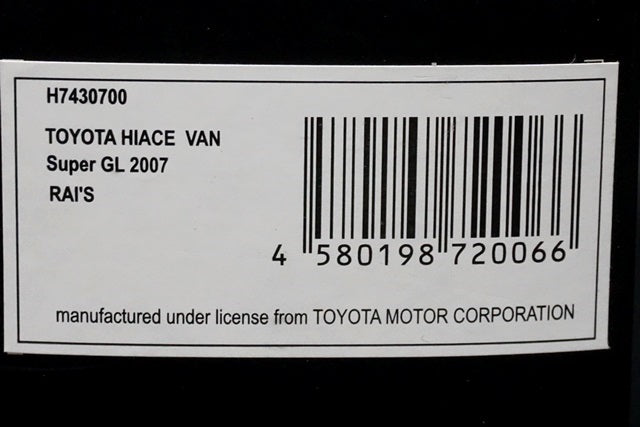 H7430700
TOYOTA HIACE VAN
Super GL 2007
RAI'S
4 580198 720066
manufactured under license from TOYOTA MOTOR CORPORATION